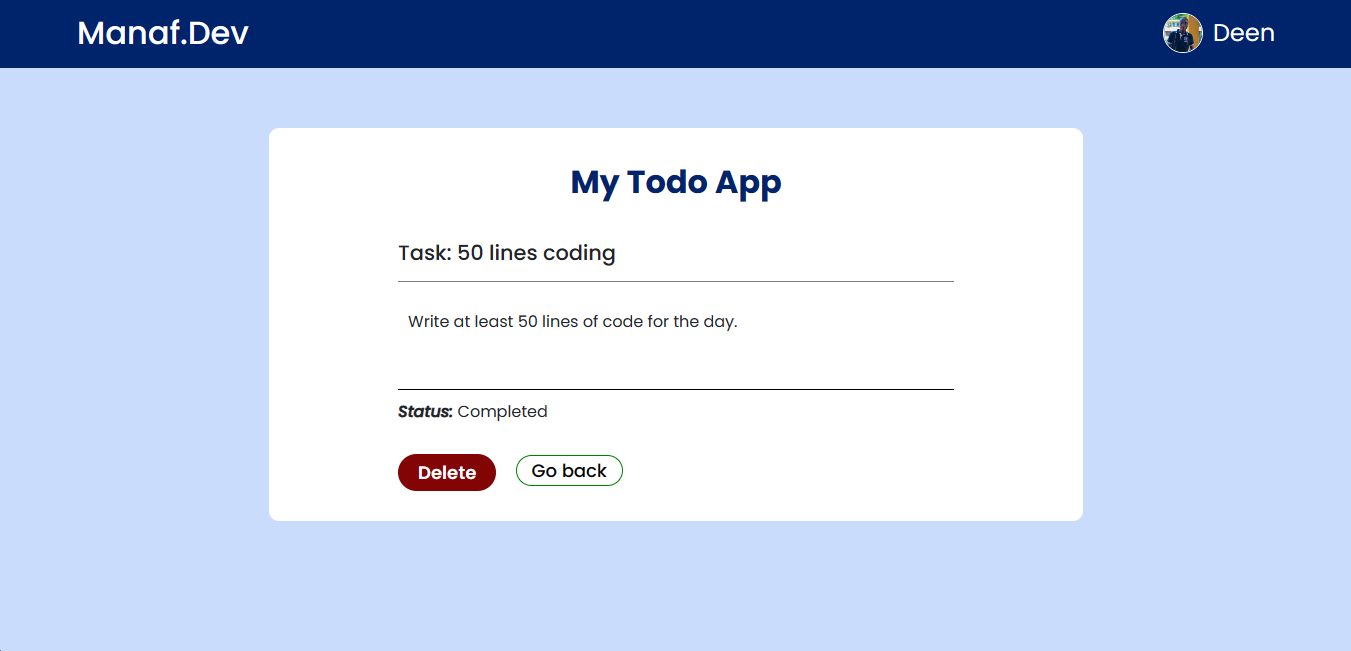 Manaf.Dev
Deen
My Todo App
Task: 50 lines coding
Write at least 50 lines of code for the day.
Status: Completed
Delete
Go back